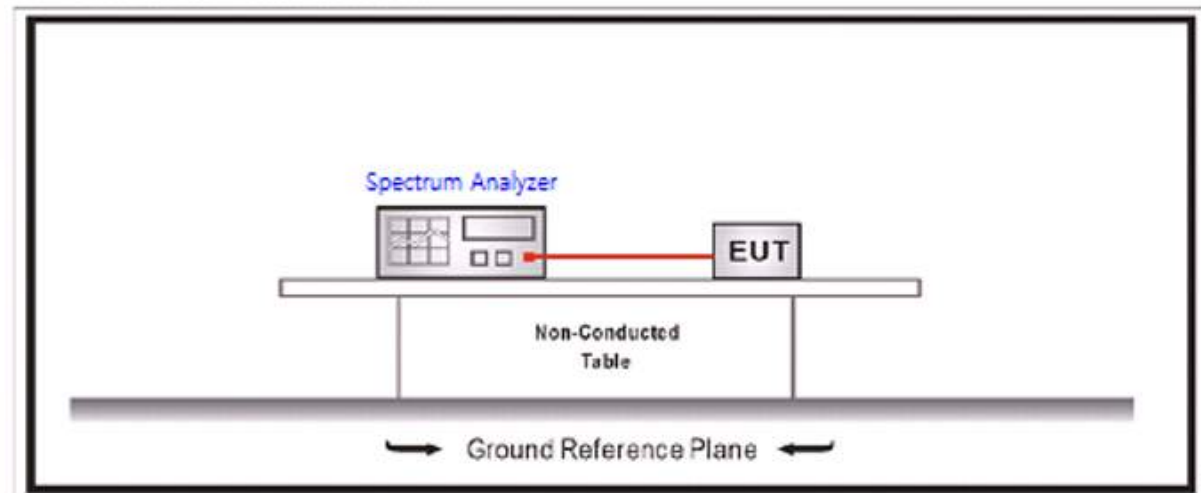 Spectrum Analyzer
EUT
Non-Conducted
Table
Ground Reference Plane